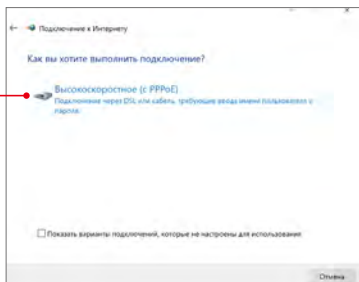 Подключение к Интернету
Как вы хотите выполнить подключение?
Высокоскоростное (с PPPoE)
Подключение через DSL или кабель, требующее ввода имени пользователя и
пароля.
Показать варианты подключений, которые не настроены для использования
Отмена